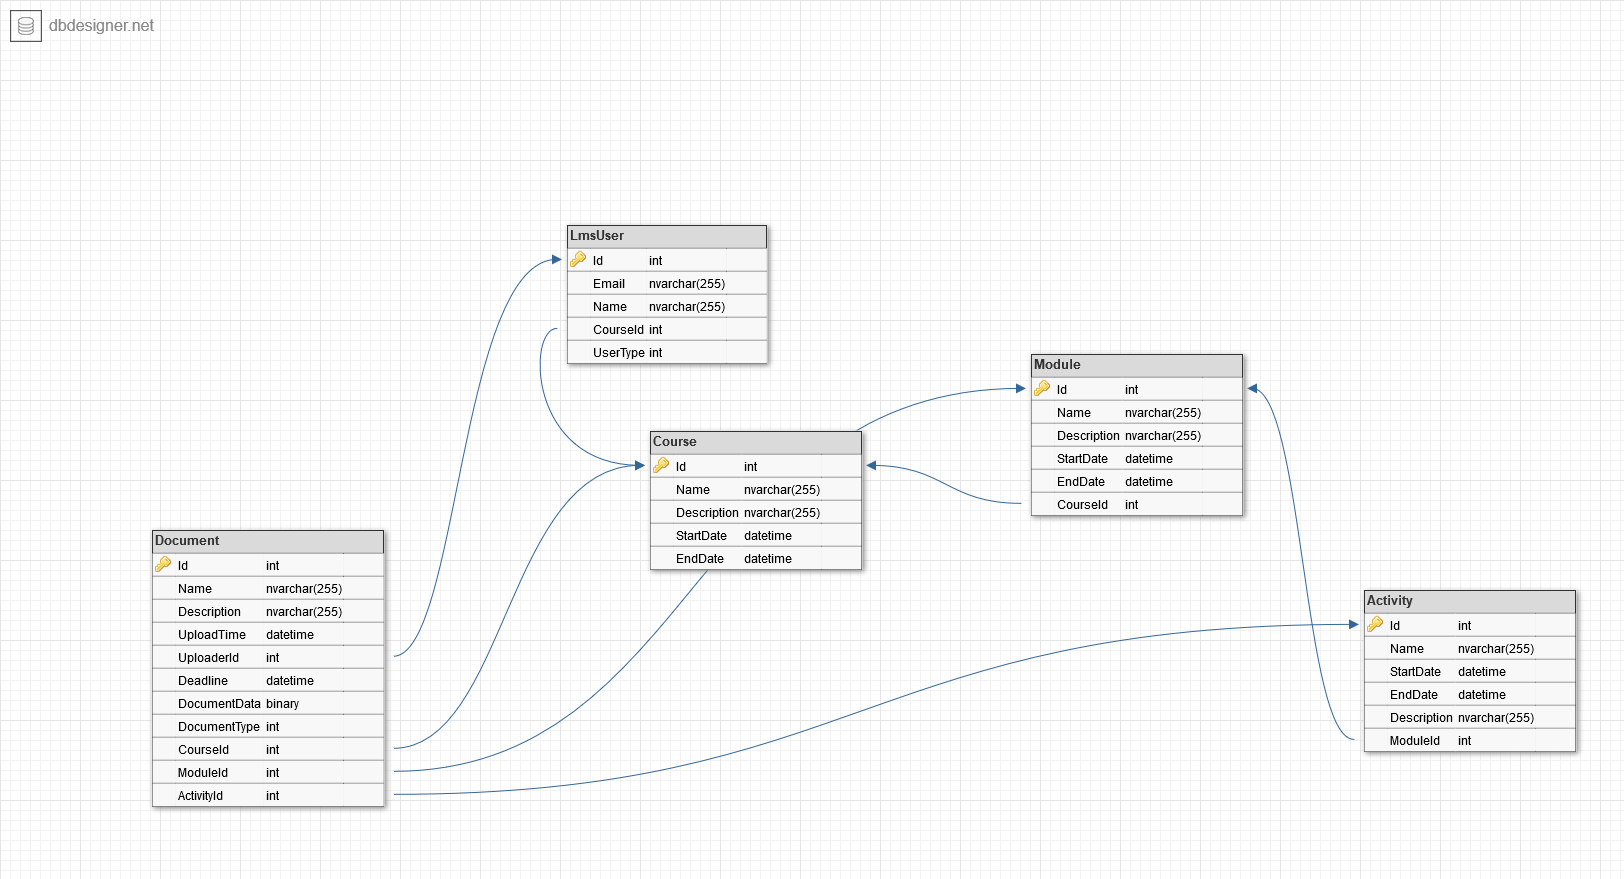 dbdesigner.net
LmsUser
Id int
Email nvarchar(255)
Name nvarchar(255)
CourseId int
UserType int
Module
Id int
Name nvarchar(255)
Description nvarchar(255)
StartDate datetime
EndDate datetime
CourseId int
Course
Id int
Name nvarchar(255)
Description nvarchar(255)
StartDate datetime
EndDate datetime
Document
Id int
Name nvarchar(255)
Description nvarchar(255)
UploadTime datetime
UploaderId int
Deadline datetime
DocumentData binary
DocumentType int
CourseId int
ModuleId int
ActivityId int
Activity
Id int
Name nvarchar(255)
StartDate datetime
EndDate datetime
Description nvarchar(255)
ModuleId int